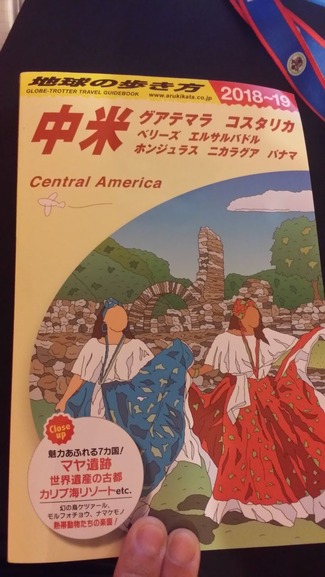 地球の歩き方
GLOBE-TROTTER TRAVEL GUIDEBOOK
www.arukikata.co.jp
2018~19
中米
グアテマラ コスタリカ
ベリーズ エルサルバドル
ホンジュラス ニカラグア パナマ
Central America
Close up
魅力あふれる7カ国!
マヤ遺跡
世界遺産の古都
カリブ海リゾートetc.
幻の鳥ケツァール、
モルフォチョウ、ナマケモノ
熱帯動物たちの楽園!